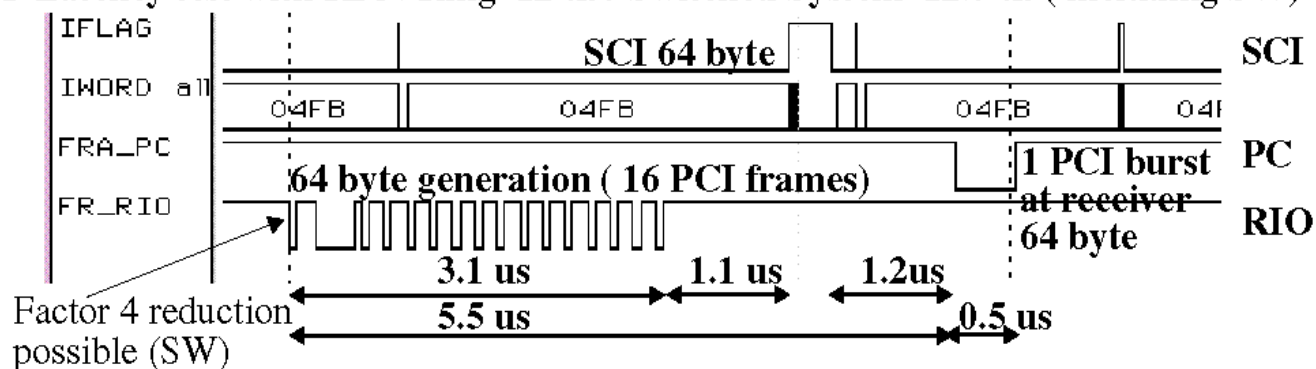 IFLAG
SCI 64 byte
SCI
IWORD all
04FB
04FB
04FB
FRA_PC
64 byte generation ( 16 PCI frames)
1 PCI burst
at receiver
64 byte
PC
FR_RIO
RIO
3.1 us
1.1 us
1.2us
Factor 4 reduction
possible (SW)
5.5 us
0.5 us